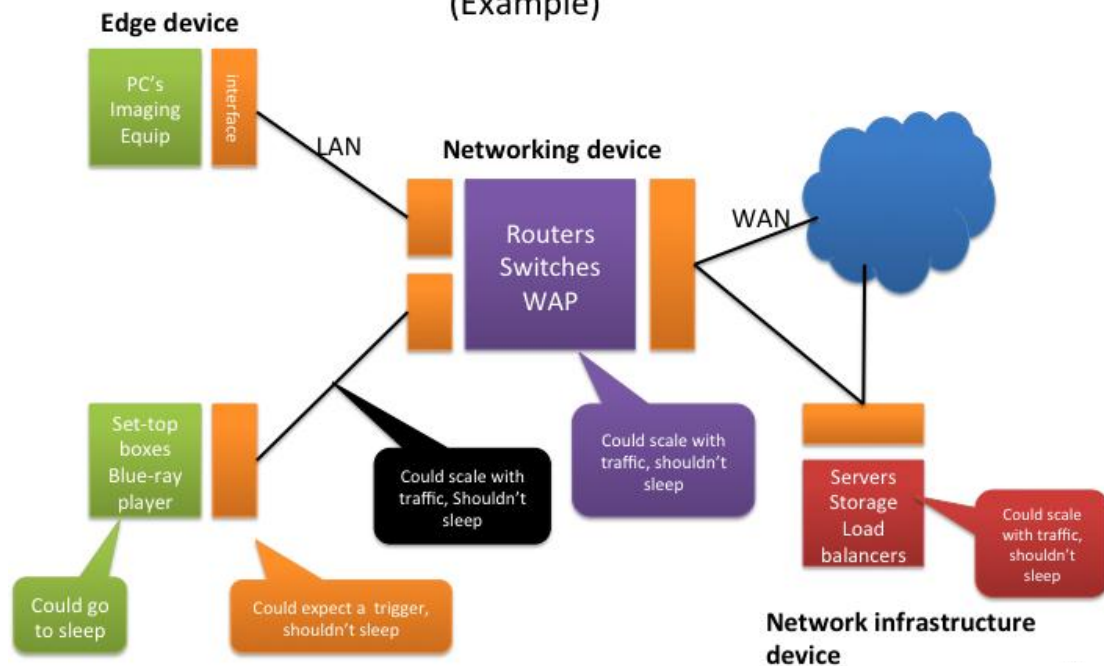 (Example)
Edge device
PC's
Imaging
Equip
interface
LAN
Networking device
Routers
Switches
WAP
WAN
Set-top
boxes
Blue-ray
player
Could scale with
traffic, Shouldn't
sleep
Could scale with
traffic, shouldn't
sleep
Servers
Storage
Load
balancers
Could scale
with traffic,
shouldn't
sleep
Could go
to sleep
Could expect a trigger,
shouldn't sleep
Network infrastructure
device